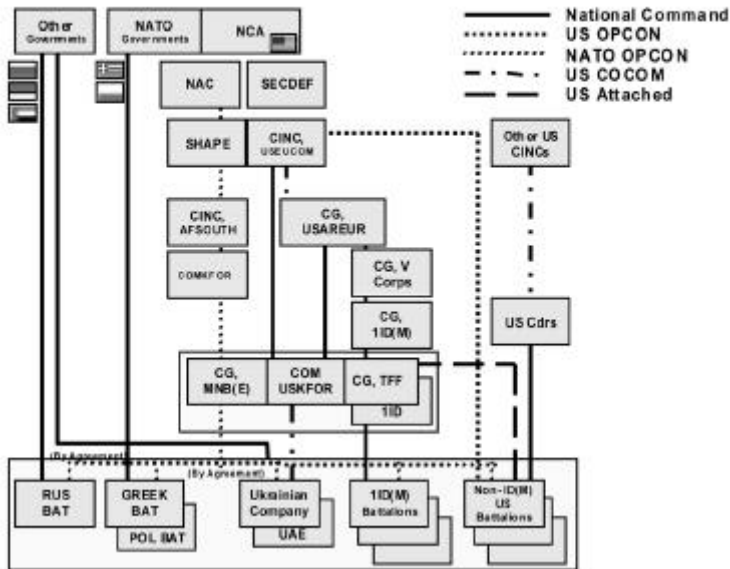 Other
Governments
NATO
Governments
NCA
National Command
US OPCON
NATO OPCON
US COCOM
US Attached
NAC
SECDEF
SHAPE
CINC,
USEUCOM
Other US
CINCs
CINC,
AFSOUTH
CG,
USAREUR
COMKFOR
CG, V
Corps
CG,
1ID(M)
US Cdrs
CG,
MNB(E)
COM
USKFOR
CG, TFF
1ID
(By Agreement)
(By Agreement)
RUS
BAT
GREEK
BAT
POL BAT
Ukrainian
Company
UAE
1ID(M)
Battalions
Non-ID(M)
US
Battalions